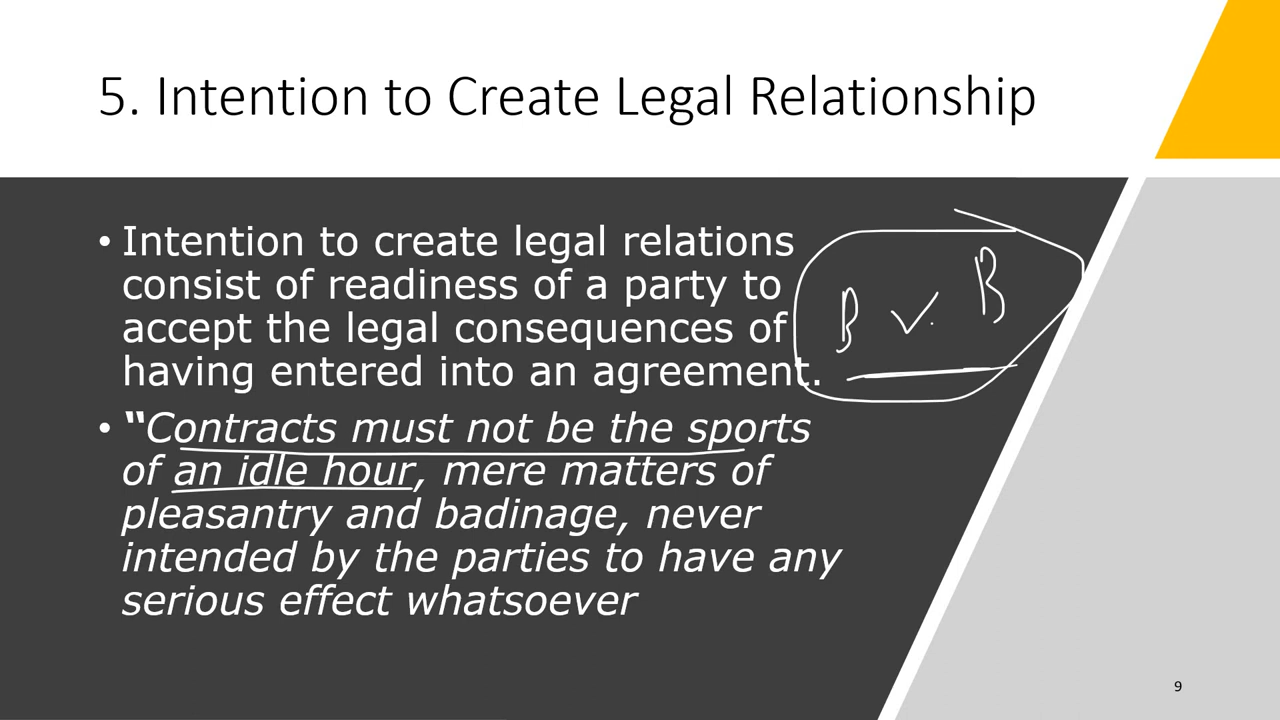 5. Intention to Create Legal Relationship
• Intention to create legal relations
consist of readiness of a party to
accept the legal consequences of
having entered into an agreement.
B v. B
• “Contracts must not be the sports
of an idle hour, mere matters of
pleasantry and badinage, never
intended by the parties to have any
serious effect whatsoever
9